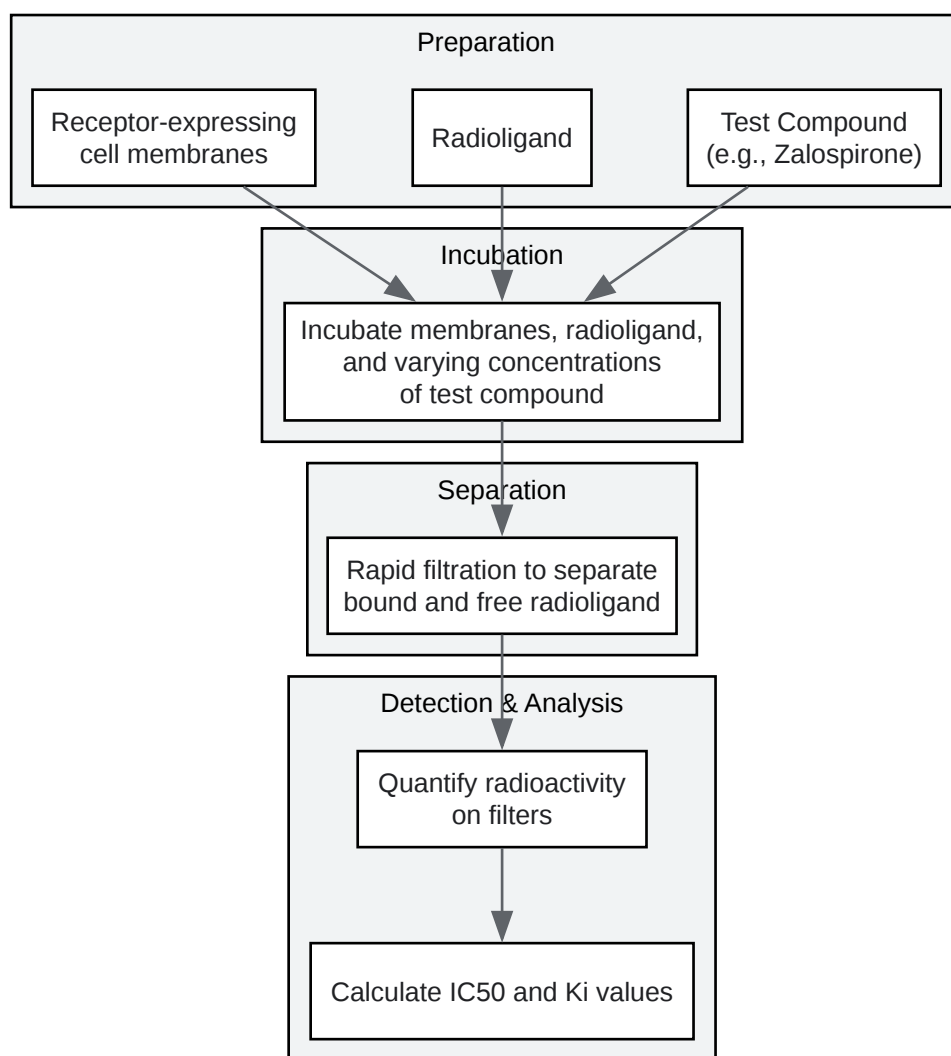 Preparation
Receptor-expressing
cell membranes
Radioligand
Test Compound
(e.g., Zalospirone)
Incubation
Incubate membranes, radioligand,
and varying concentrations
of test compound
Separation
Rapid filtration to separate
bound and free radioligand
Detection & Analysis
Quantify radioactivity
on filters
Calculate IC50 and Ki values